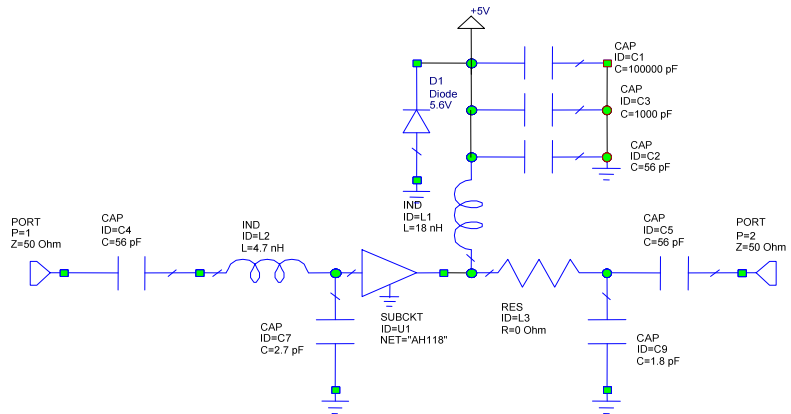 +5V
CAP
ID=C1
C=100000 pF
D1
Diode
5.6V
CAP
ID=C3
C=1000 pF
CAP
ID=C2
C=56 pF
IND
ID=L1
L=18 nH
PORT
P=1
Z=50 Ohm
CAP
ID=C4
C=56 pF
IND
ID=L2
L=4.7 nH
CAP
ID=C5
C=56 pF
PORT
P=2
Z=50 Ohm
CAP
ID=C7
C=2.7 pF
SUBCKT
ID=U1
NET="AH118"
RES
ID=L3
R=0 Ohm
CAP
ID=C9
C=1.8 pF